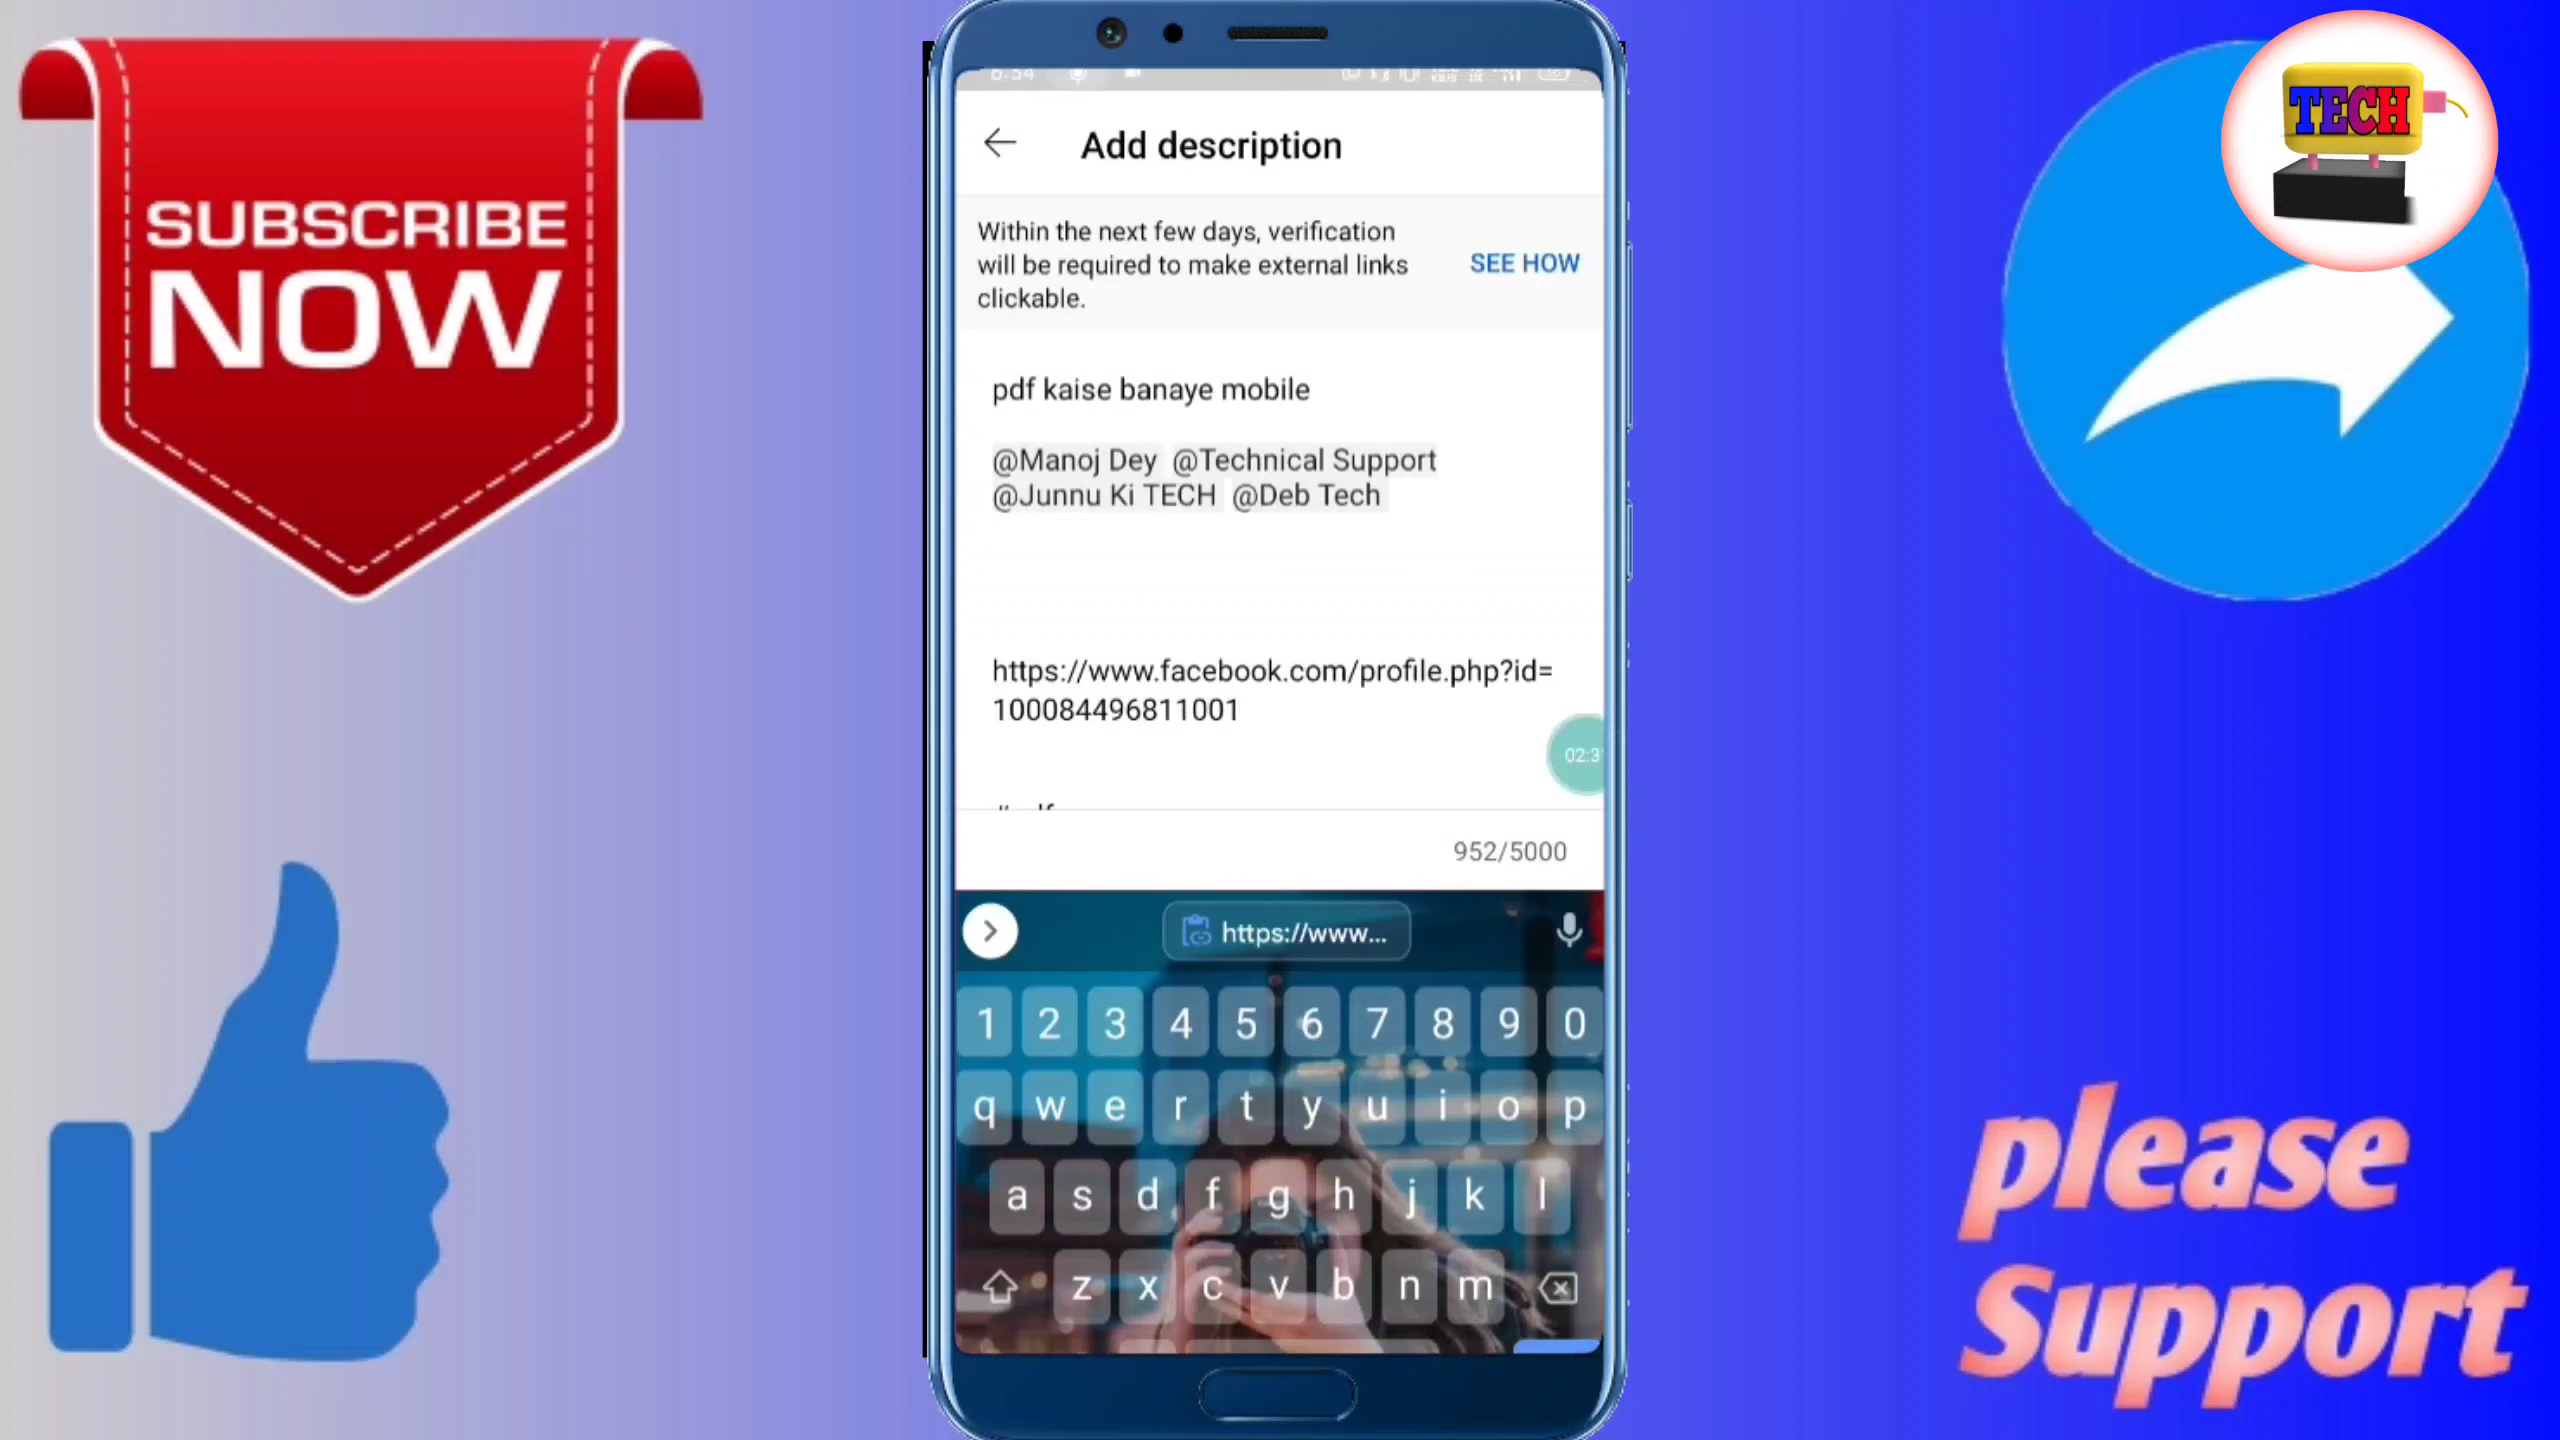 SUBSCRIBE
NOW
TECH
Add description
Within the next few days, verification
will be required to make external links
clickable.
SEE HOW
pdf kaise banaye mobile
@Manoj Dey @Technical Support
@Junnu Ki TECH @Deb Tech
https://www.facebook.com/profile.php?id=
100084496811001
02:3
952/5000
https://www...
1 2 3 4 5 6 7 8 9 0
q w e r t y u i o p
a s d f g h j k l
z x c v b n m
please
Support